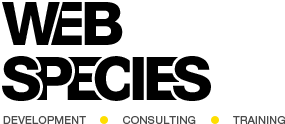 WEB
SPECIES
DEVELOPMENT • CONSULTING • TRAINING